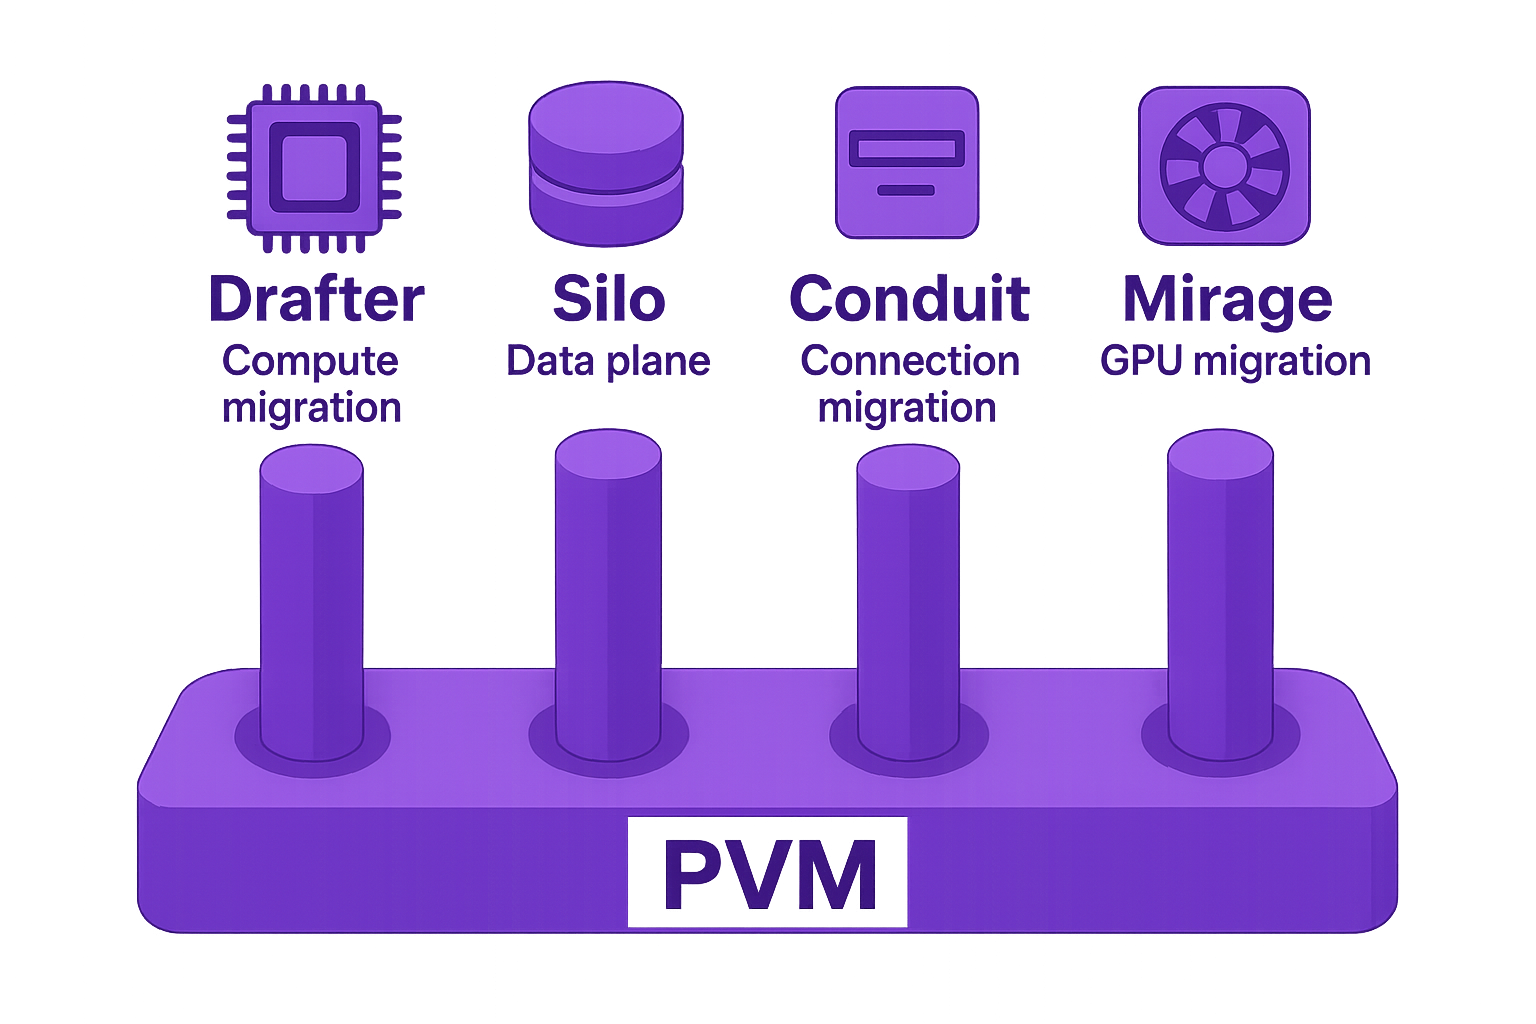 Drafter
Compute
migration
Silo
Data plane
Conduit
Connection
migration
Mirage
GPU migration
PVM